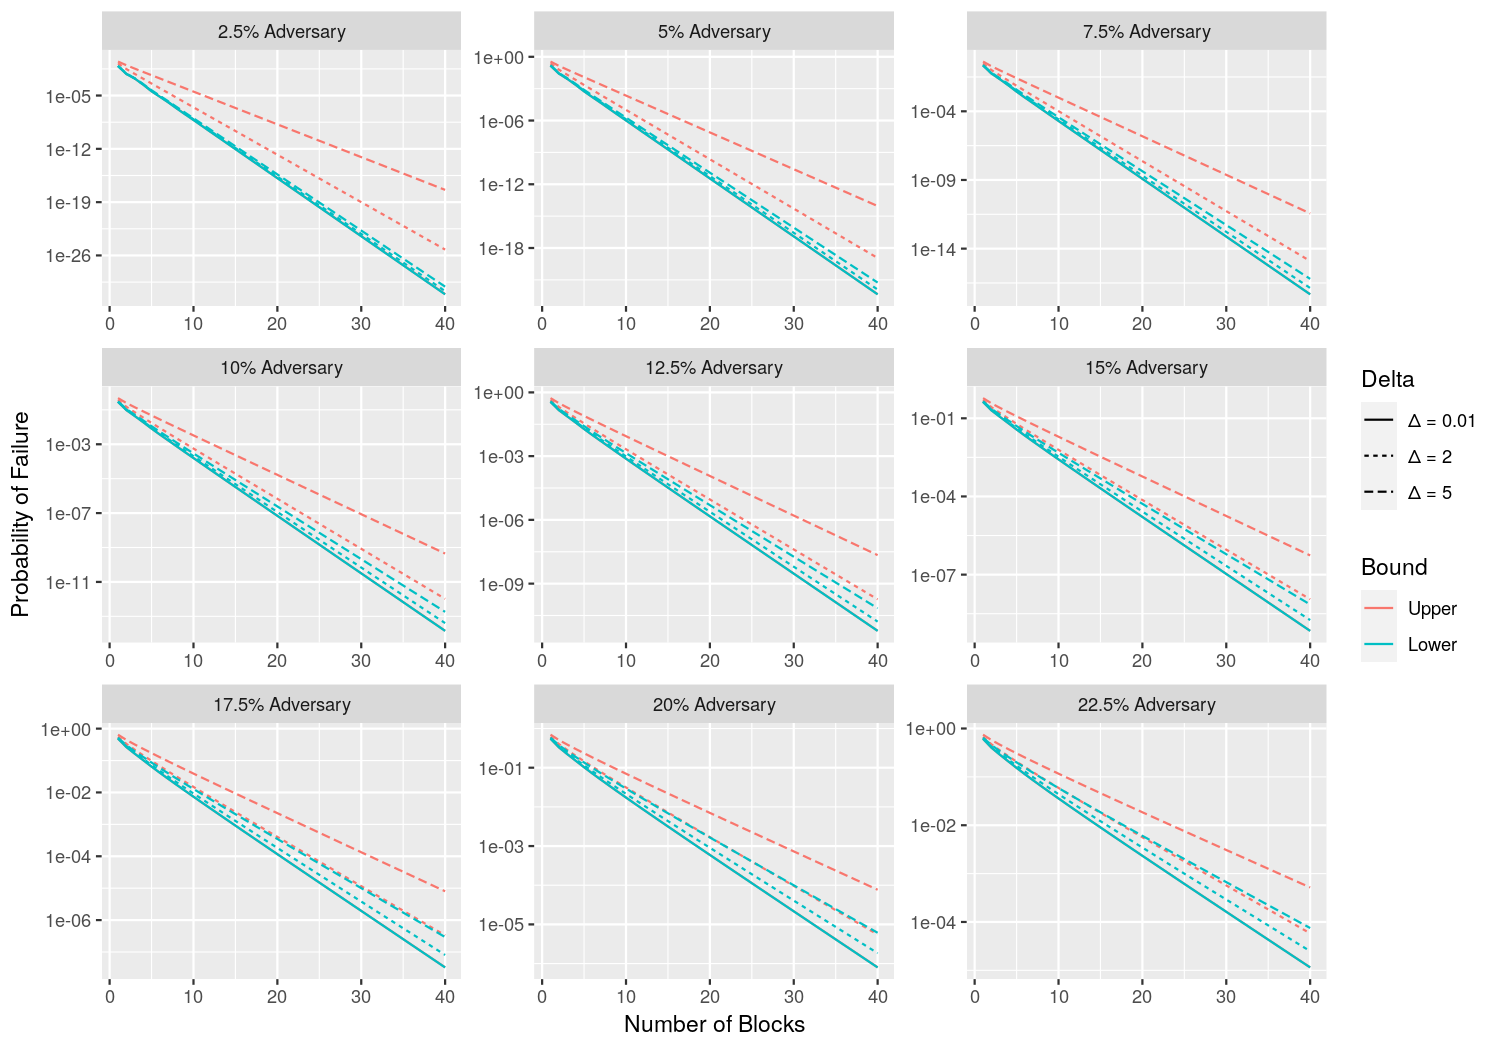 2.5% Adversary
5% Adversary
7.5% Adversary
1e-05
1e-12
1e-19
1e-26
0 10 20 30 40
1e+00
1e-06
1e-12
1e-18
0 10 20 30 40
1e-04
1e-09
1e-14
0 10 20 30 40
10% Adversary
12.5% Adversary
15% Adversary
1e-03
1e-07
1e-11
0 10 20 30 40
1e+00
1e-03
1e-06
1e-09
0 10 20 30 40
1e-01
1e-04
1e-07
0 10 20 30 40
17.5% Adversary
20% Adversary
22.5% Adversary
1e+00
1e-02
1e-04
1e-06
0 10 20 30 40
1e-01
1e-03
1e-05
0 10 20 30 40
1e+00
1e-02
1e-04
0 10 20 30 40
Probability of Failure
Number of Blocks
Delta
Δ = 0.01
Δ = 2
Δ = 5
Bound
Upper
Lower